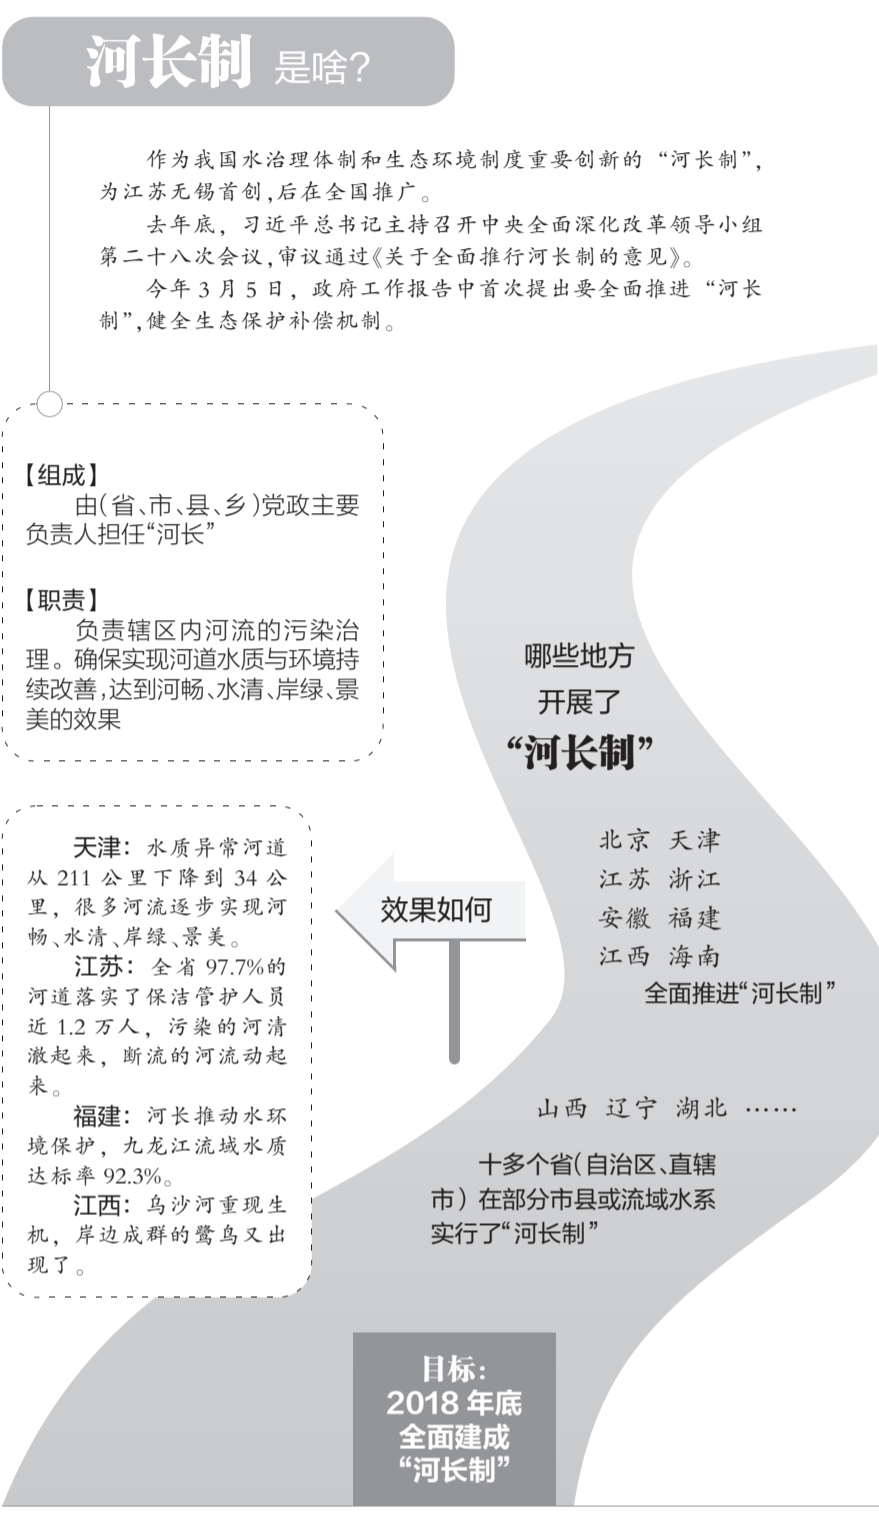 河长制 是啥？
作为我国水治理体制和生态环境制度重要创新的“河长制”，
为江苏无锡首创，后在全国推广。
去年底，习近平总书记主持召开中央全面深化改革领导小组
第二十八次会议，审议通过《关于全面推行河长制的意见》。
今年3月5日，政府工作报告中首次提出要全面推进“河长
制”，健全生态保护补偿机制。
【组成】
由（省、市、县、乡）党政主要
负责人担任“河长”
【职责】
负责辖区内河流的污染治
理。确保实现河道水质与环境持
续改善，达到河畅、水清、岸绿、景
美的效果
哪些地方
开展了
“河长制”
北京 天津
江苏 浙江
安徽 福建
江西 海南
全面推进“河长制”
山西 辽宁 湖北 ……
十多个省（自治区、直辖
市）在部分市县或流域水系
实行了“河长制”
效果如何
天津：水质异常河道
从211公里下降到34公
里，很多河流逐步实现河
畅、水清、岸绿、景美。
江苏：全省97.7%的
河道落实了保洁管护人员
近1.2万人，污染的河清
澈起来，断流的河流动起
来。
福建：河长推动水环
境保护，九龙江流域水质
达标率92.3%。
江西：乌沙河重现生
机，岸边成群的鹭鸟又出
现了。
目标：
2018年底
全面建成
“河长制”